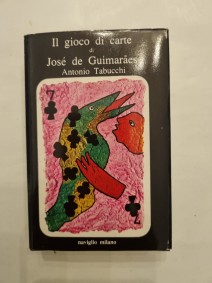 Il gioco di carte
di
José de Guimarães
Antonio Tabucchi
7
7
naviglio milano